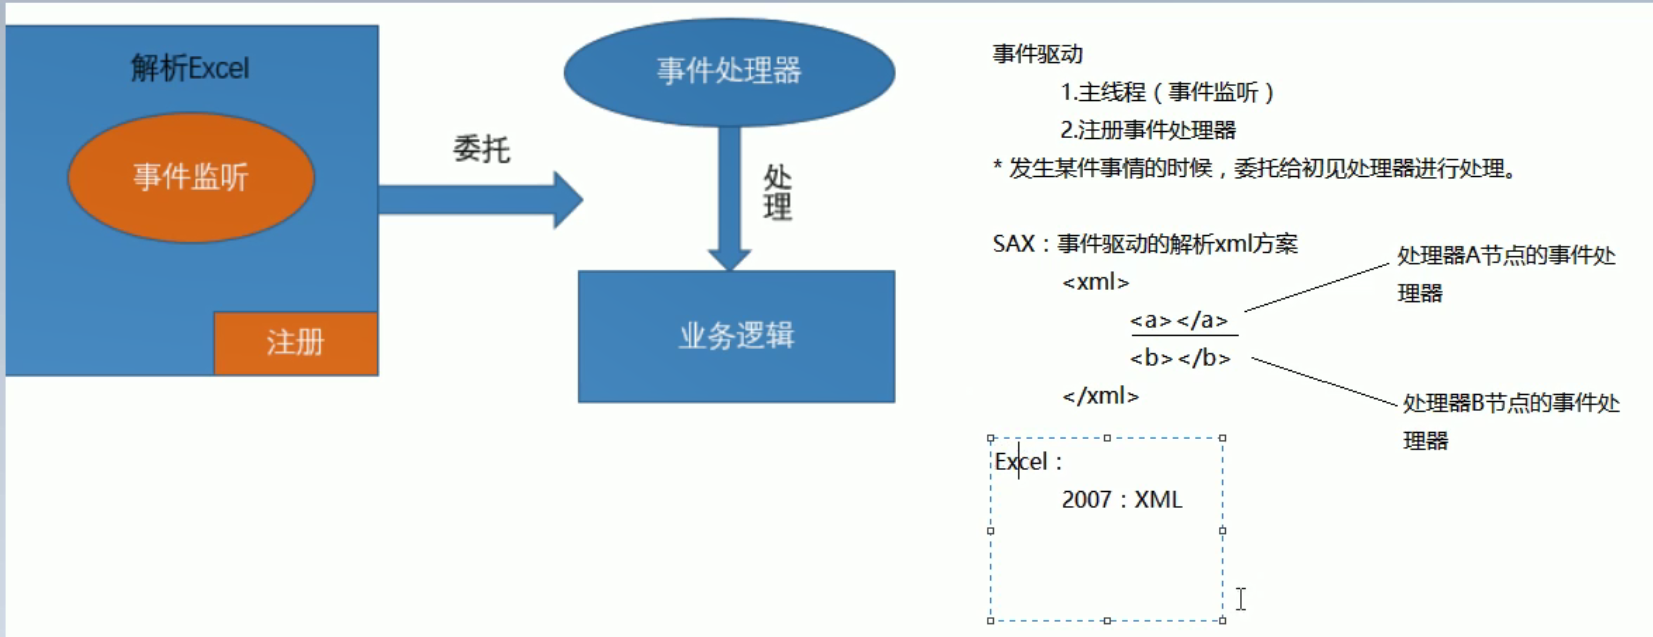 解析Excel
事件监听
注册
委托
事件处理器
处
理
业务逻辑
事件驱动
1.主线程（事件监听）
2.注册事件处理器
* 发生某件事情的时候，委托给初见处理器进行处理。
SAX：事件驱动的解析xml方案
<xml>
<a></a>
<b></b>
</xml>
处理器A节点的事件处
理器
处理器B节点的事件处
理器
Excel：
2007：XML